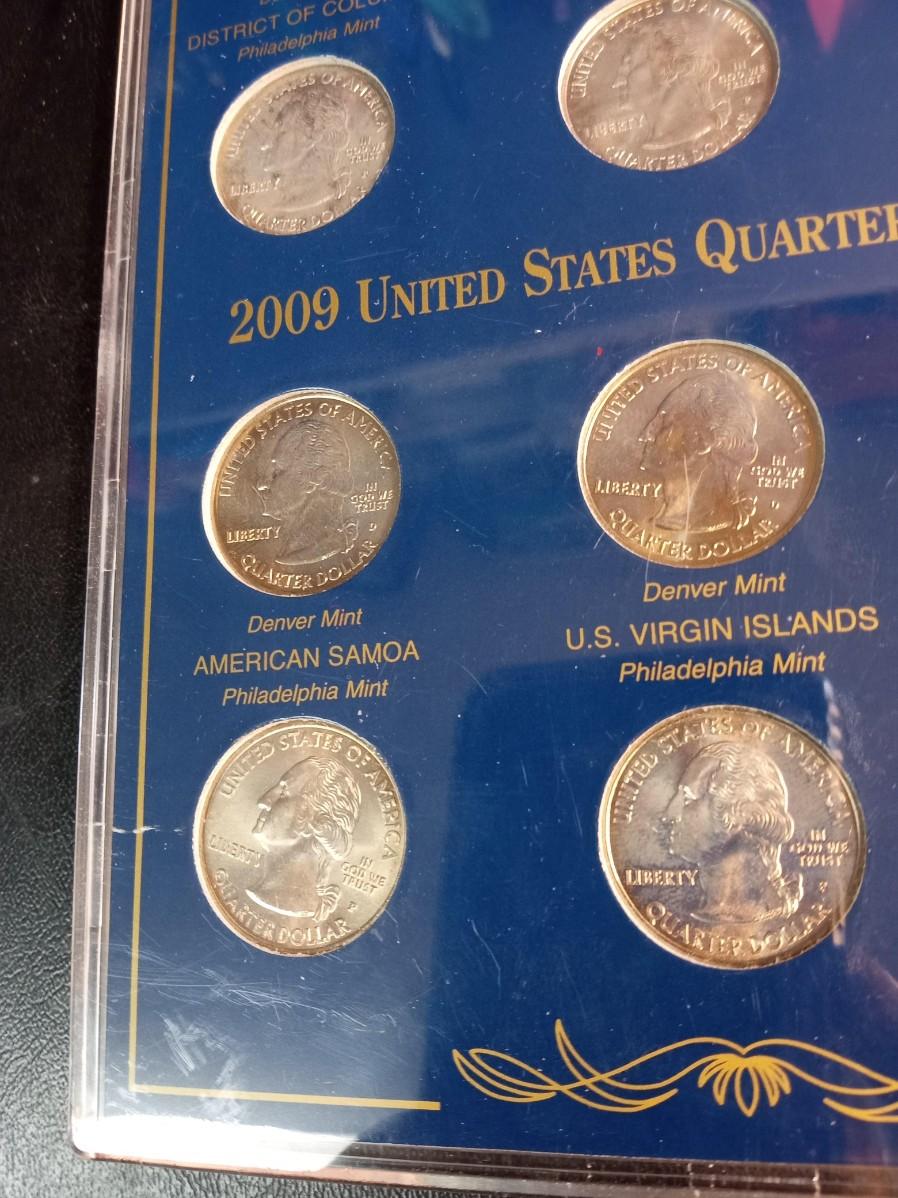 DISTRICT OF COLU
Philadelphia Mint
UNITED STATES OF AMERICA
LIBERTY
IN
GOD WE
TRUST
P
QUARTER DOLLAR
UNITED STATES OF AMERICA
LIBERTY
IN
GOD WE
TRUST
P
QUARTER DOLLAR
2009 UNITED STATES QUARTER
UNITED STATES OF AMERICA
LIBERTY
IN
GOD WE
TRUST
D
QUARTER DOLLAR
UNITED STATES OF AMERICA
LIBERTY
IN
GOD WE
TRUST
D
QUARTER DOLLAR
Denver Mint
AMERICAN SAMOA
Philadelphia Mint
Denver Mint
U.S. VIRGIN ISLANDS
Philadelphia Mint
UNITED STATES OF AMERICA
LIBERTY
IN
GOD WE
TRUST
P
QUARTER DOLLAR
UNITED STATES OF AMERICA
LIBERTY
IN
GOD WE
TRUST
P
QUARTER DOLLAR